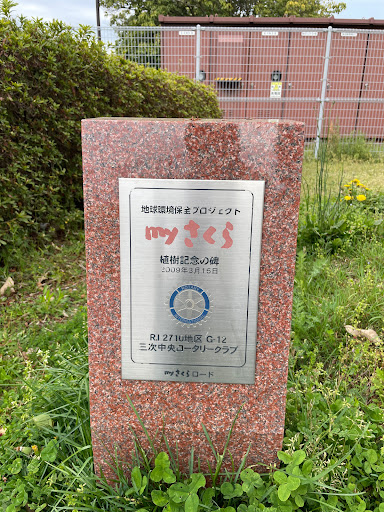 地球環境保全プロジェクト
myさくら
植樹記念の碑
2009年3月15日
RI 2710地区 G-12
三次中央ロータリークラブ
myさくらロード